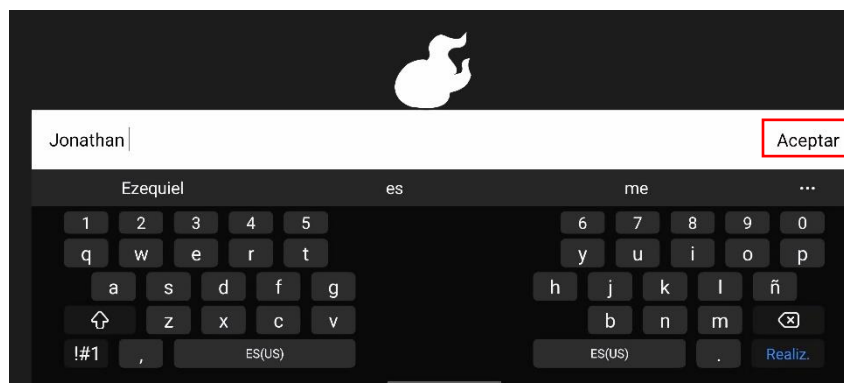 Jonathan
Aceptar
Ezequiel es me ...
1 2 3 4 5 6 7 8 9 0
q w e r t y u i o p
a s d f g h j k l ñ
z x c v b n m
!#1 , ES(US) ES(US) . Realiz.